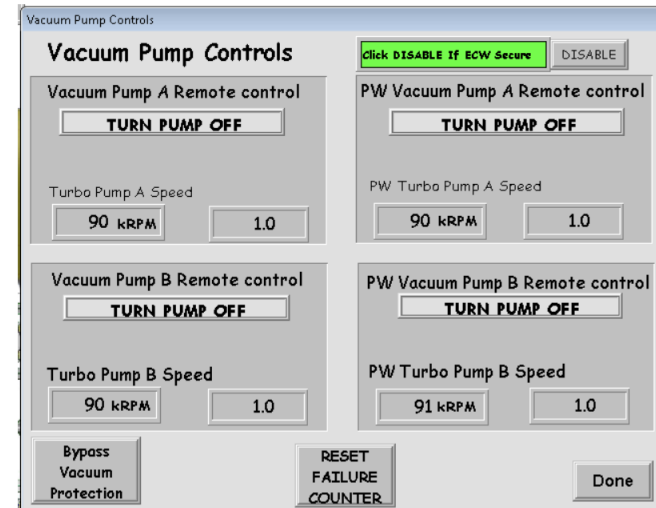 Vacuum Pump Controls
Vacuum Pump Controls
Click DISABLE If ECW Secure
DISABLE
Vacuum Pump A Remote control
TURN PUMP OFF
Turbo Pump A Speed
90 kRPM
1.0
PW Vacuum Pump A Remote control
TURN PUMP OFF
PW Turbo Pump A Speed
90 kRPM
1.0
Vacuum Pump B Remote control
TURN PUMP OFF
Turbo Pump B Speed
90 kRPM
1.0
PW Vacuum Pump B Remote control
TURN PUMP OFF
PW Turbo Pump B Speed
91 kRPM
1.0
Bypass
Vacuum
Protection
RESET
FAILURE
COUNTER
Done